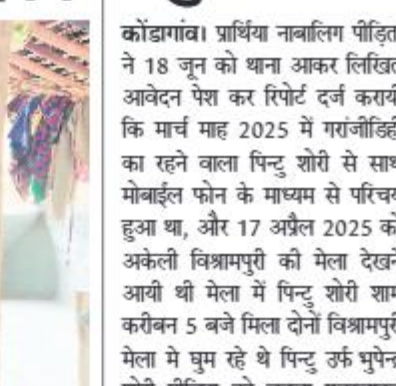 कोंडागांव। प्रार्थिया नाबालिग पीड़ित
ने 18 जून को थाना आकर लिखित
आवेदन पेश कर रिपोर्ट दर्ज करायी
कि मार्च माह 2025 में गरांजीडिही
का रहने वाला पिन्टु शोरी से साथ
मोबाईल फोन के माध्यम से परिचय
हुआ था, और 17 अप्रैल 2025 को
अकेली विश्रामपुरी की मेला देखने
आयी थी मेला में पिन्टु शोरी शाम
करीबन 5 बजे मिला दोनों विश्रामपुरी
मेला मे घुम रहे थे पिन्टु उर्फ भुपेन्द्र